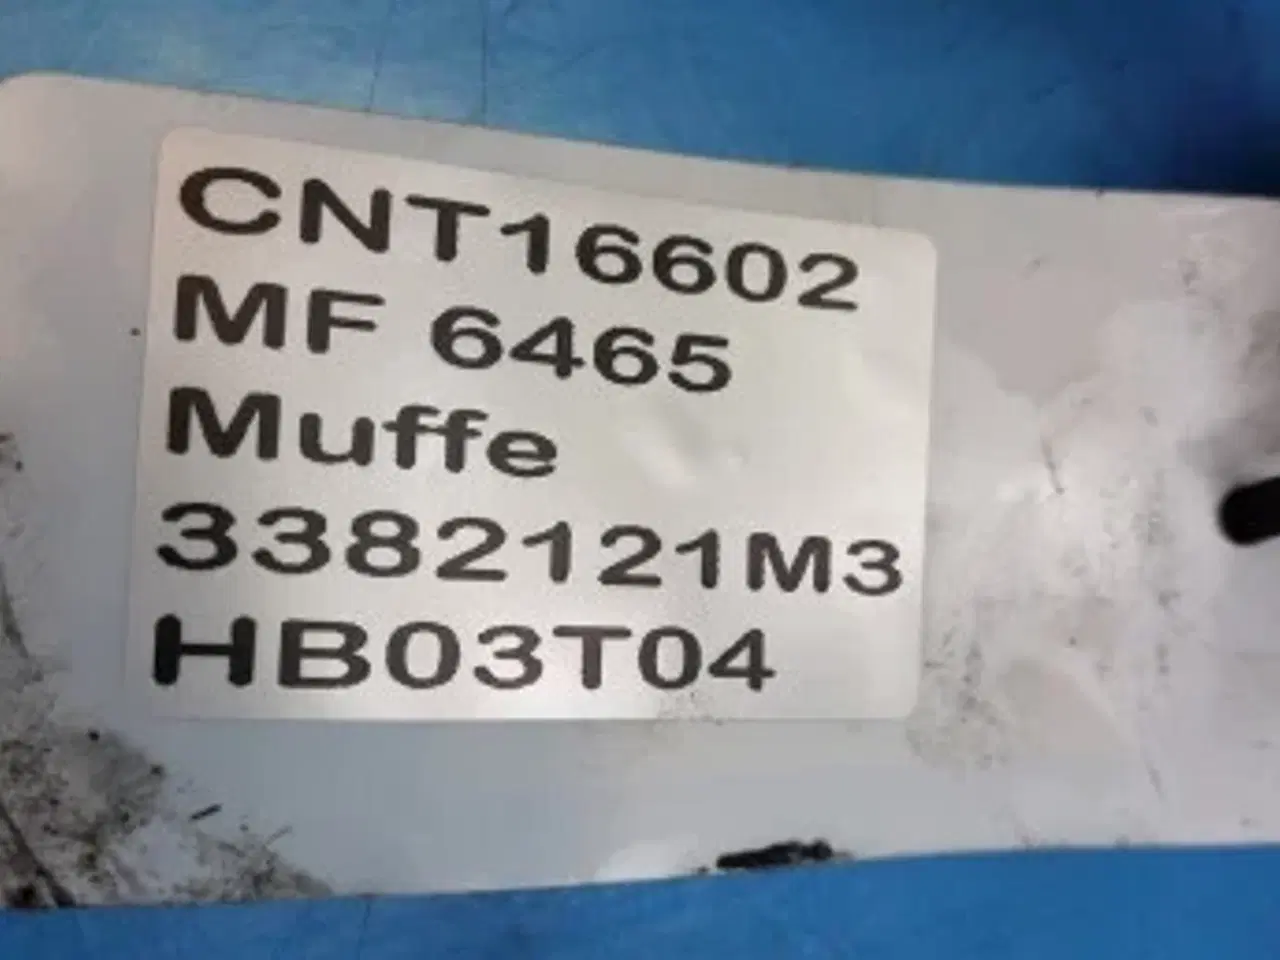 CNT16602
MF 6465
Muffe
3382121M3
HB03T04